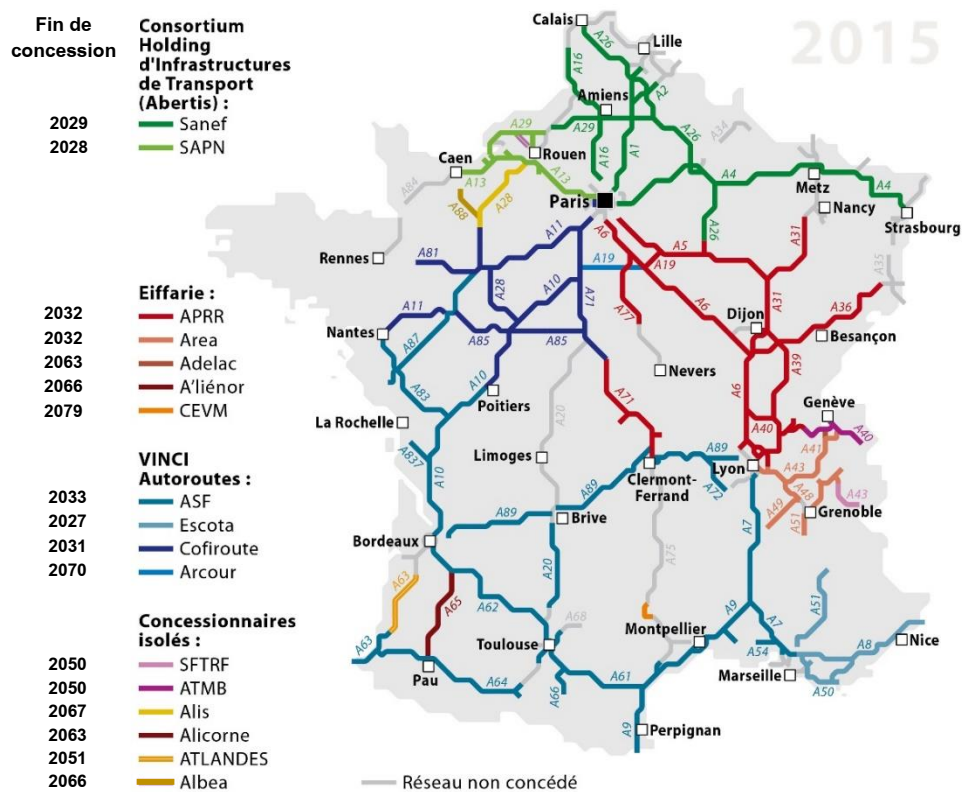 Fin de
concession
Consortium
Holding
d'Infrastructures
de Transport
(Abertis) :
2029 Sanef
2028 SAPN
Eiffarie :
2032 APRR
2032 Area
2063 Adelac
2066 A'liénor
2079 CEVM
VINCI
Autoroutes :
2033 ASF
2027 Escota
2031 Cofiroute
2070 Arcour
Concessionnaires
isolés :
2050 SFTRF
2050 ATMB
2067 Alis
2063 Alicorne
2051 ATLANDES
2066 Albea
Réseau non concédé
2015
Calais
A26
Lille
A16
A2
Amiens
A29
A29
A26
A34
Rouen
A16
A1
Caen
A13
A13
A4
Metz
A4
A84
A88
A28
Paris
Nancy
Strasbourg
A26
A11
A6
A5
A31
Rennes
A81
A19
A19
A35
A28
A10
A71
A31
A6
A36
A11
A77
Dijon
Nantes
A85
A85
Besançon
A87
A39
Nevers
A10
A6
A83
Poitiers
A71
Genève
La Rochelle
A20
A40
A40
A41
A837
Limoges
A89
Lyon
A43
A10
Clermont-
Ferrand
A72
A48
A43
A89
A49
A51
Grenoble
A89
Brive
A7
Bordeaux
A75
A63
A20
A65
A62
A68
A51
A9
Montpellier
A7
A63
Toulouse
A54
A8
Nice
Pau
A64
A66
A61
Marseille
A50
A9
Perpignan